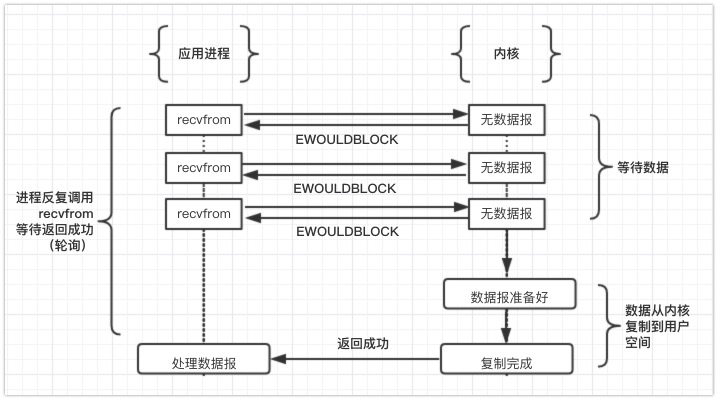 应用进程
内核
recvfrom
无数据报
EWOULDBLOCK
recvfrom
无数据报
EWOULDBLOCK
recvfrom
无数据报
EWOULDBLOCK
等待数据
进程反复调用
recvfrom
等待返回成功
（轮询）
数据报准备好
数据从内核
复制到用户
空间
返回成功
处理数据报
复制完成